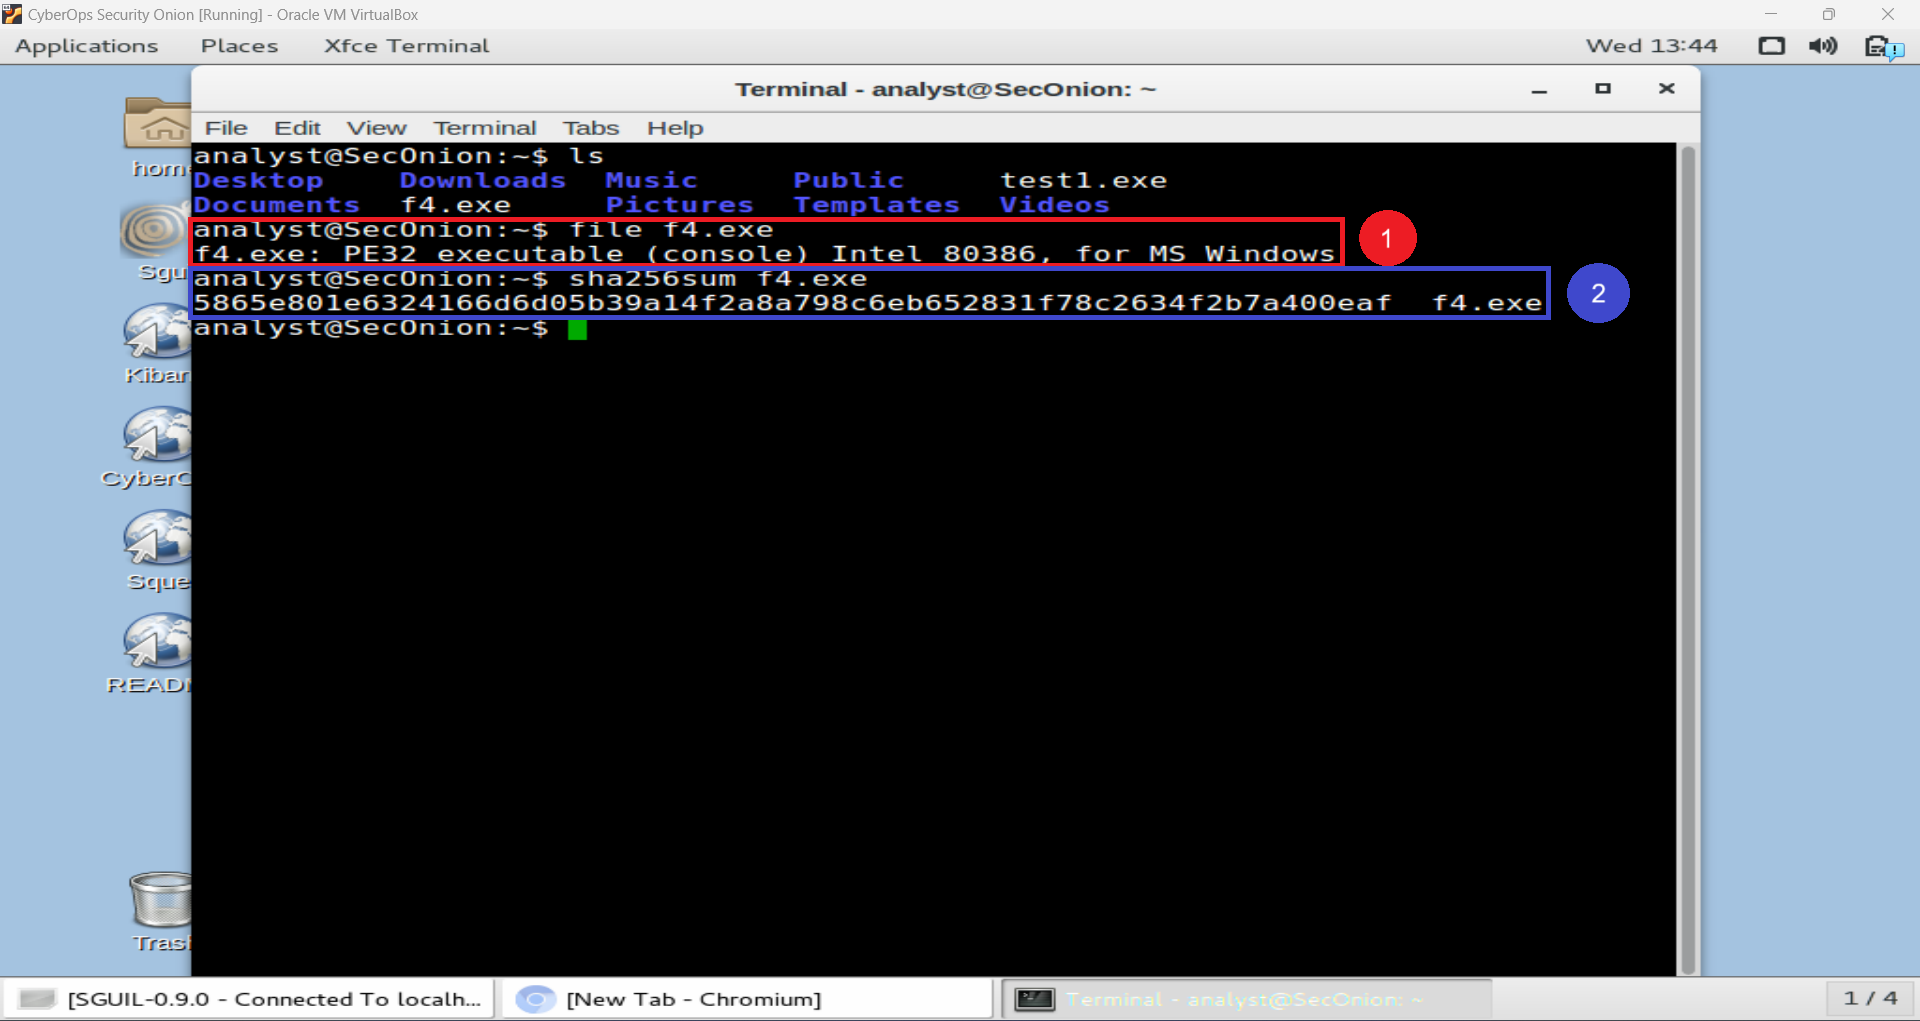 CyberOps Security Onion [Running] - Oracle VM VirtualBox
Applications Places Xfce Terminal Wed 13:44
Terminal - analyst@SecOnion: ~
File Edit View Terminal Tabs Help
analyst@SecOnion:~$ ls
Desktop Downloads Music Public test1.exe
Documents f4.exe Pictures Templates Videos
analyst@SecOnion:~$ file f4.exe
f4.exe: PE32 executable (console) Intel 80386, for MS Windows
1
analyst@SecOnion:~$ sha256sum f4.exe
5865e801e6324166d6d05b39a14f2a8a798c6eb652831f78c2634f2b7a400eaf f4.exe
2
analyst@SecOnion:~$
home
Sgu
Kiban
CyberO
Sque
READM
Trash
[SGUIL-0.9.0 - Connected To localh... [New Tab - Chromium] Terminal - analyst@SecOnion: ~ 1 / 4